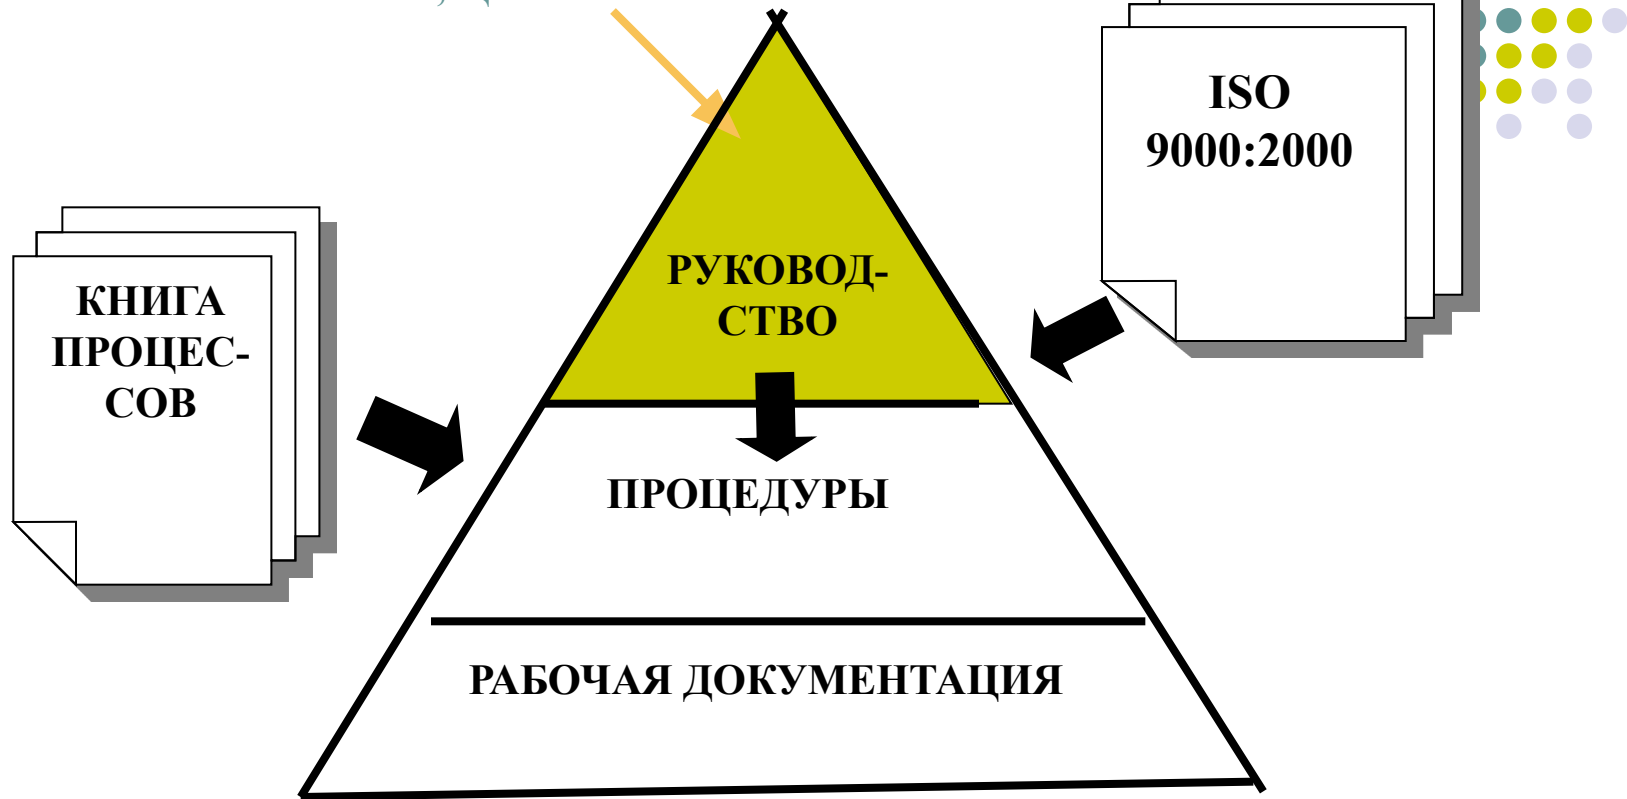 ISO
9000:2000
РУКОВОД-
СТВО
КНИГА
ПРОЦЕС-
СОВ
ПРОЦЕДУРЫ
РАБОЧАЯ ДОКУМЕНТАЦИЯ